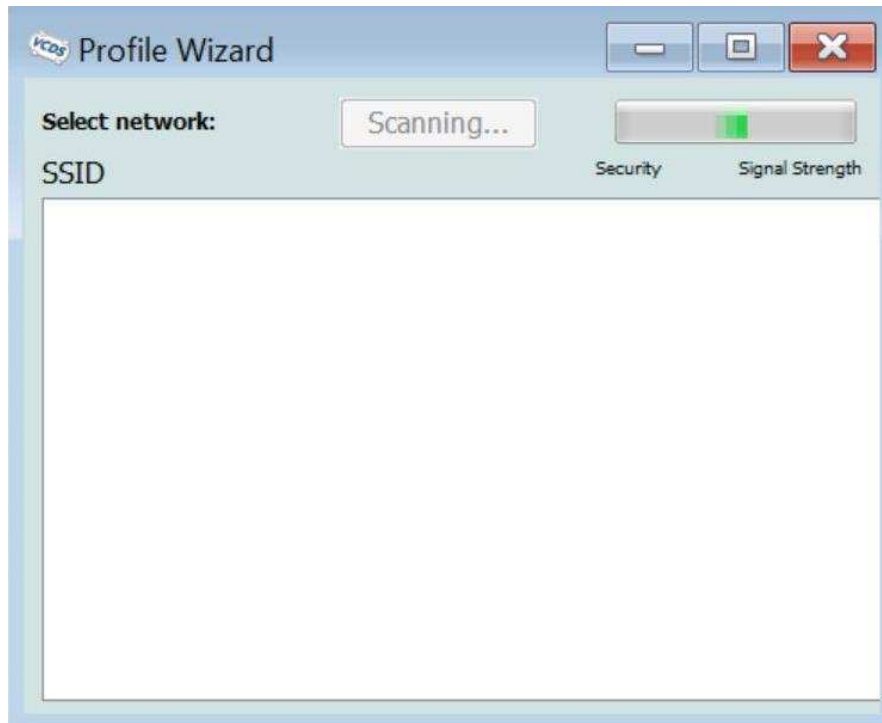 VCDS Profile Wizard
Select network: Scanning...
SSID Security Signal Strength